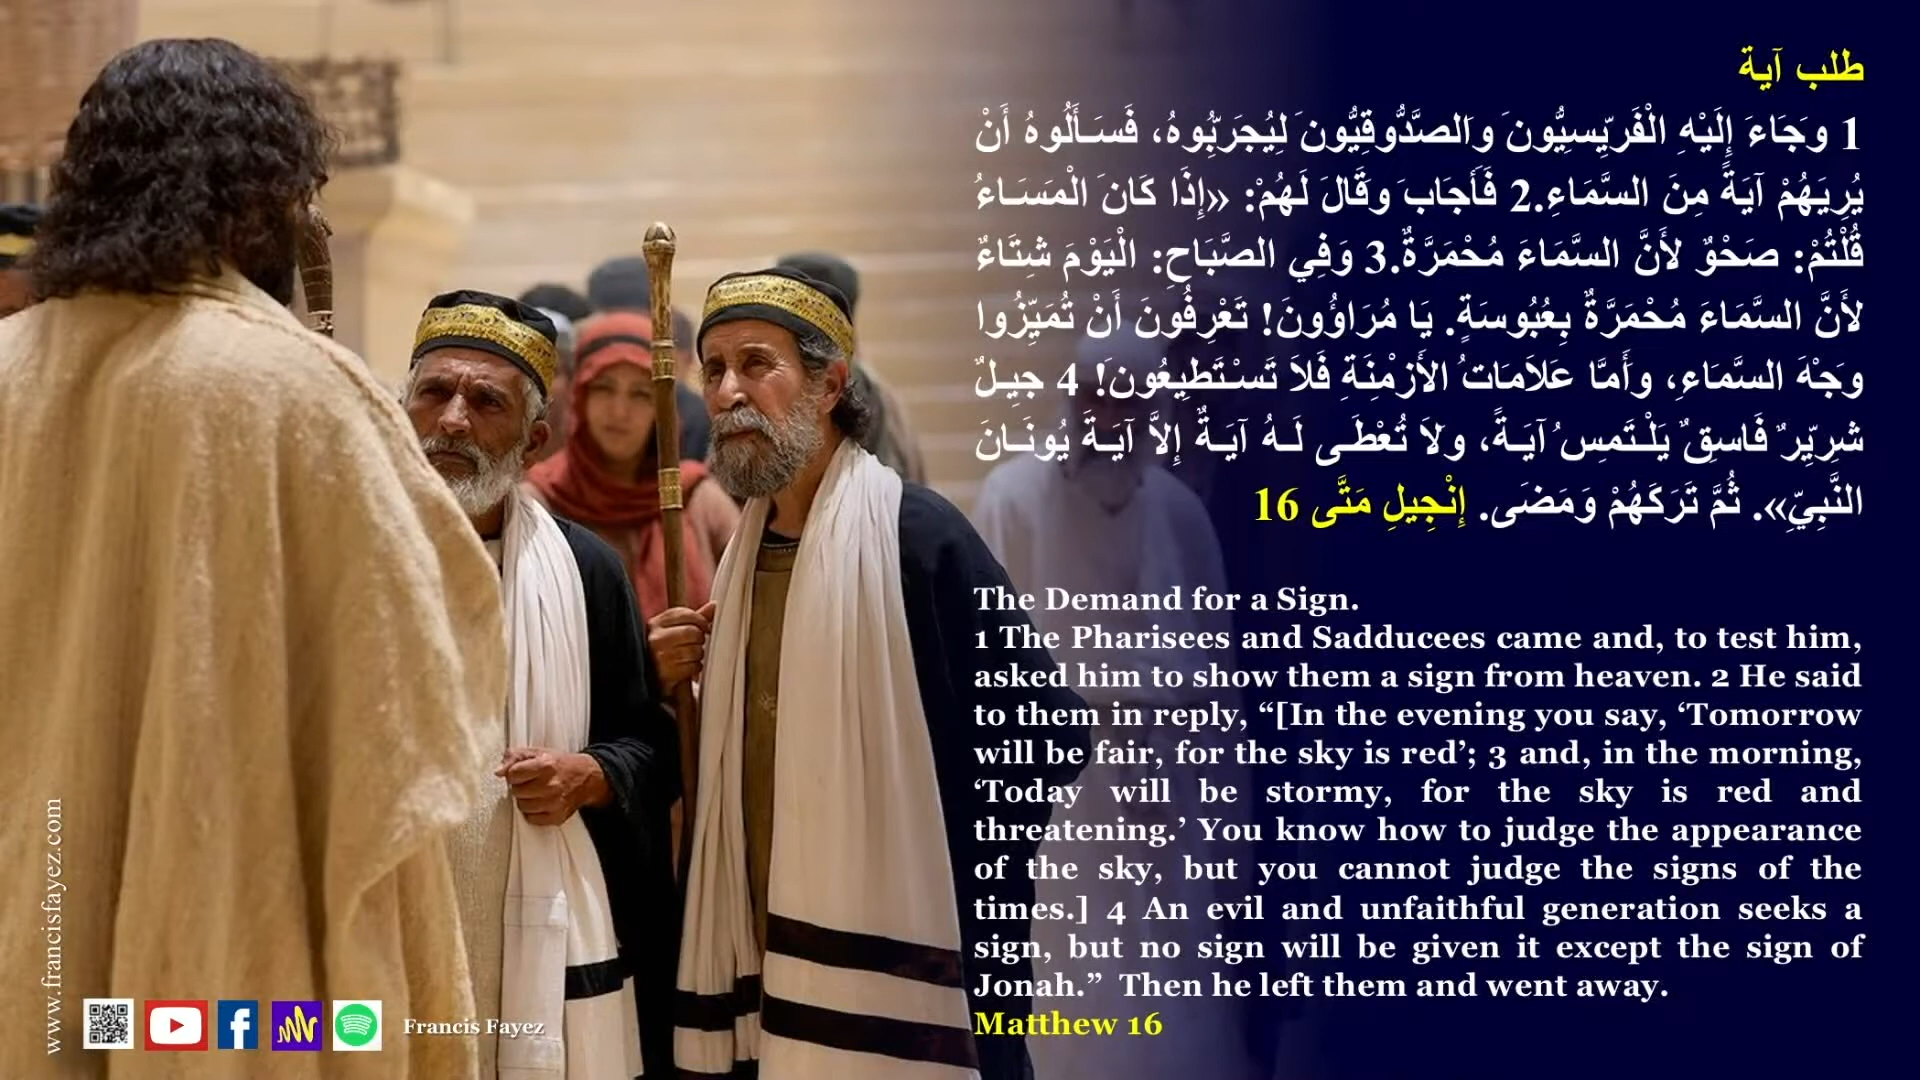 طلب آية
1 وَجَاءَ إِلَيْهِ الْفَرِّيسِيُّونَ وَالصَّدُّوقِيُّونَ لِيُجَرِّبُوهُ، فَسَأَلُوهُ أَنْ
يُرِيَهُمْ آيَةً مِنَ السَّمَاءِ.2 فَأَجَابَ وَقَالَ لَهُمْ: «إِذَا كَانَ الْمَسَاءُ
قُلْتُمْ: صَحْوٌ لأَنَّ السَّمَاءَ مُحْمَرَّةٌ.3 وَفِي الصَّبَاحِ: الْيَوْمَ شِتَاءٌ
لأَنَّ السَّمَاءَ مُحْمَرَّةٌ بِعُبُوسَةٍ. يَا مُرَاؤُونَ! تَعْرِفُونَ أَنْ تُمَيِّزُوا
وَجْهَ السَّمَاءِ، وَأَمَّا عَلاَمَاتُ الأَزْمِنَةِ فَلاَ تَسْتَطِيعُونَ! 4 جِيلٌ
شِرِّيرٌ فَاسِقٌ يَلْتَمِسُ آيَةً، وَلاَ تُعْطَى لَهُ آيَةٌ إِلاَّ آيَةَ يُونَانَ
النَّبِيِّ». ثُمَّ تَرَكَهُمْ وَمَضَى. إِنْجِيلِ مَتَّى 16
The Demand for a Sign.
1 The Pharisees and Sadducees came and, to test him,
asked him to show them a sign from heaven. 2 He said
to them in reply, “[In the evening you say, ‘Tomorrow
will be fair, for the sky is red’; 3 and, in the morning,
‘Today will be stormy, for the sky is red and
threatening.’ You know how to judge the appearance
of the sky, but you cannot judge the signs of the
times.] 4 An evil and unfaithful generation seeks a
sign, but no sign will be given it except the sign of
Jonah.” Then he left them and went away.
Matthew 16
www.francisfayez.com
Francis Fayez